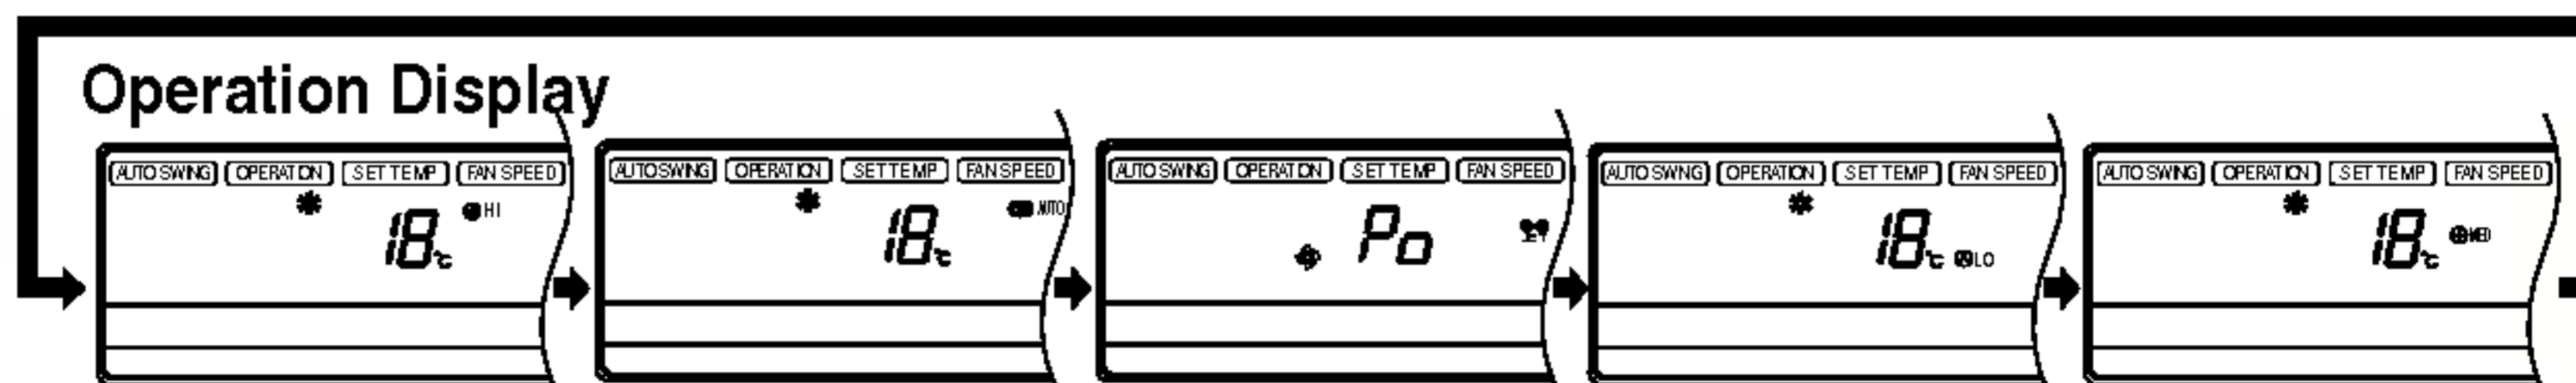 Operation Display
AUTO SWING OPERATION SET TEMP FAN SPEED
HI
18°C
AUTO SWING OPERATION SET TEMP FAN SPEED
AUTO
18°C
AUTO SWING OPERATION SET TEMP FAN SPEED
Po
AUTO SWING OPERATION SET TEMP FAN SPEED
18°C LO
AUTO SWING OPERATION SET TEMP FAN SPEED
18°C MED